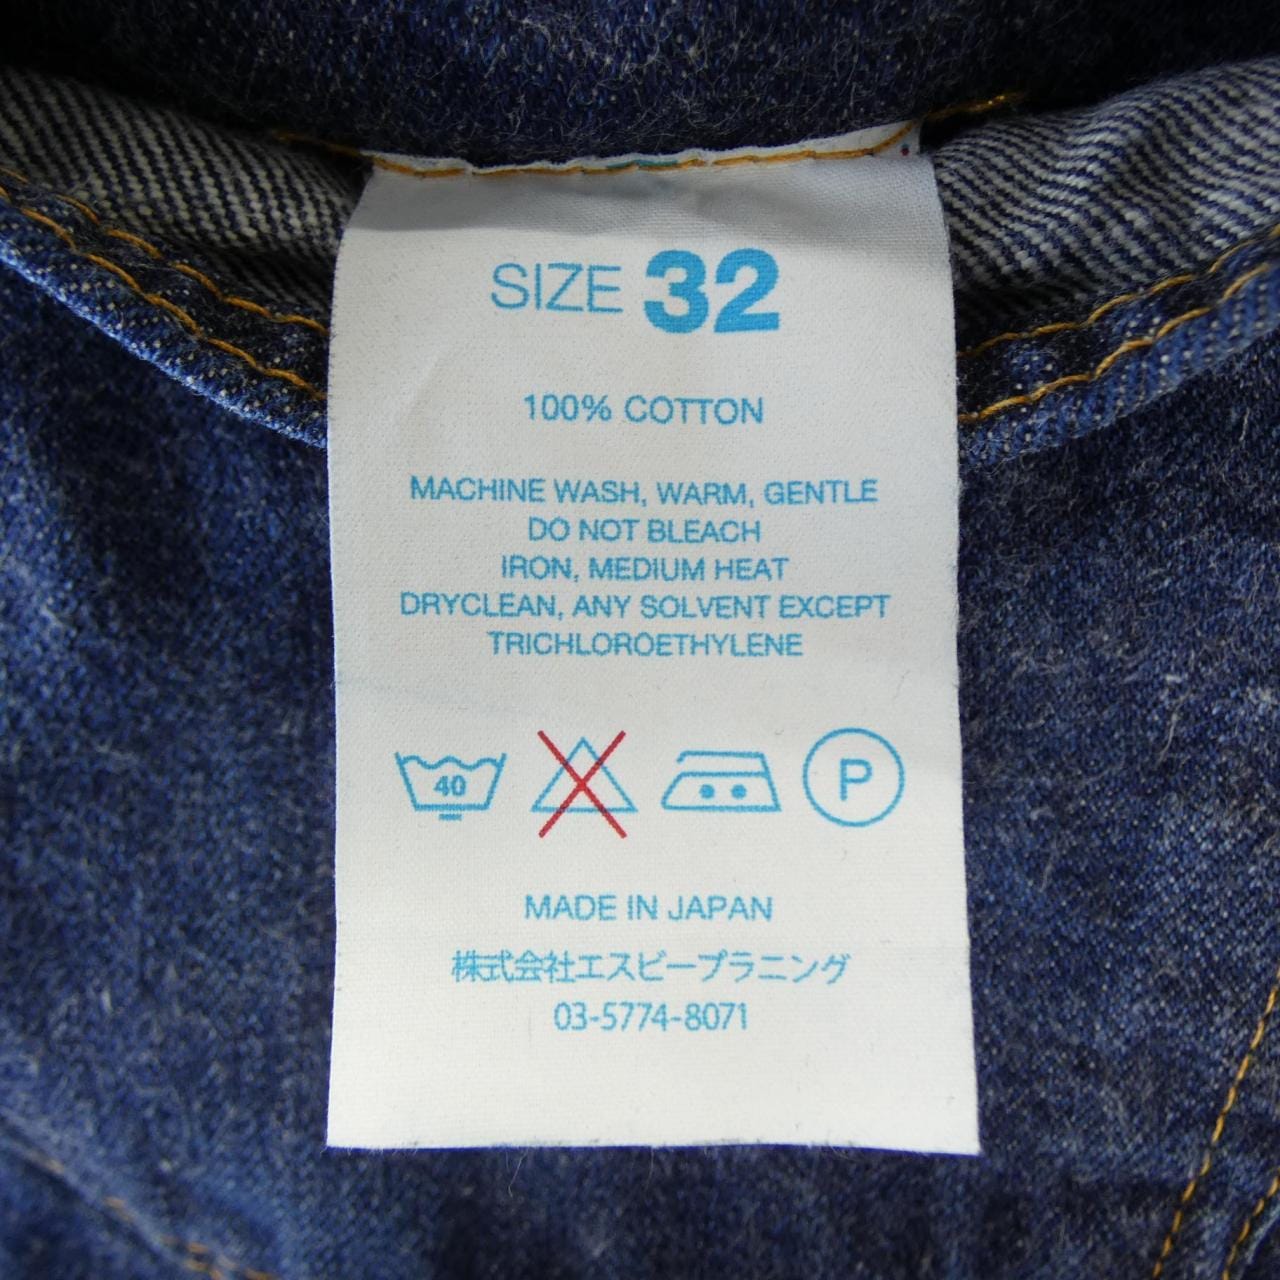 SIZE 32
100% COTTON
MACHINE WASH, WARM, GENTLE
DO NOT BLEACH
IRON, MEDIUM HEAT
DRYCLEAN, ANY SOLVENT EXCEPT
TRICHLOROETHYLENE
40 P
MADE IN JAPAN
株式会社エスビープラニング
03-5774-8071